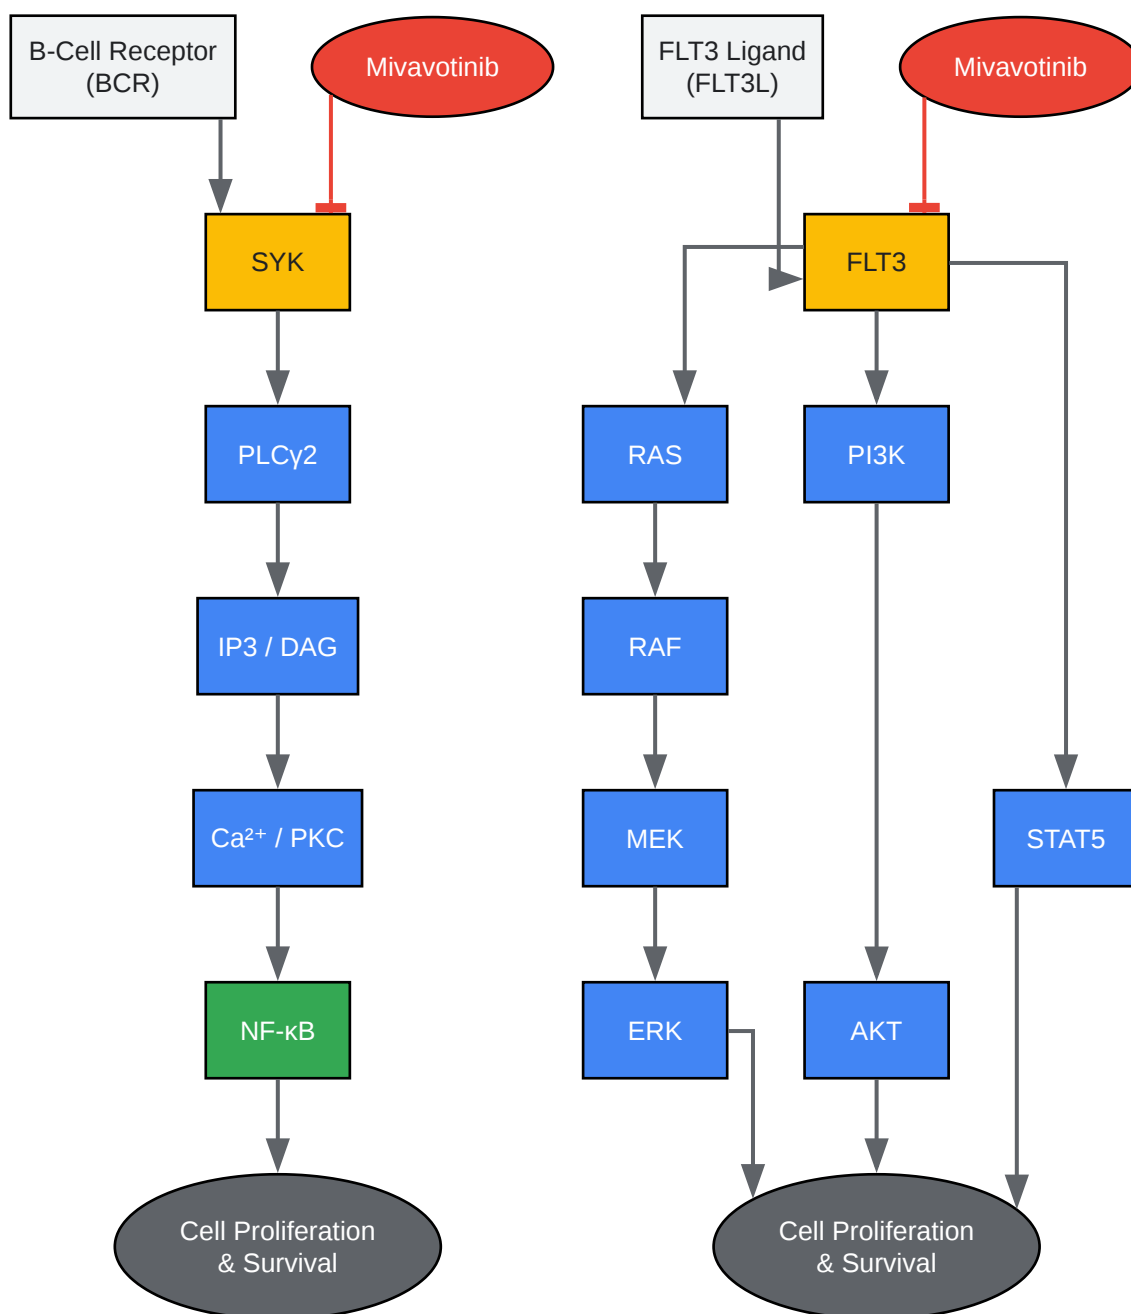 B-Cell Receptor
(BCR)
Mivavotinib
FLT3 Ligand
(FLT3L)
Mivavotinib
SYK
FLT3
PLCγ2
RAS
PI3K
IP3 / DAG
RAF
Ca²⁺ / PKC
MEK
STAT5
NF-κB
ERK
AKT
Cell Proliferation
& Survival
Cell Proliferation
& Survival